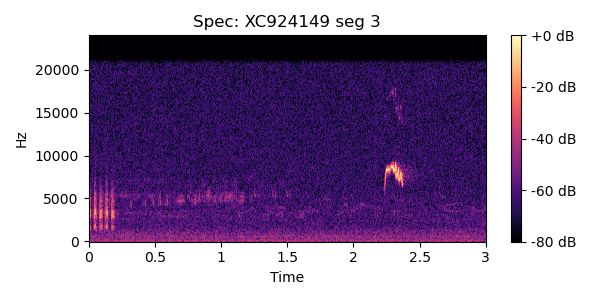 Spec: XC924149 seg 3
+0 dB
20000
-20 dB
15000
Hz
-40 dB
10000
-60 dB
5000
0
-80 dB
0 0.5 1 1.5 2 2.5 3
Time